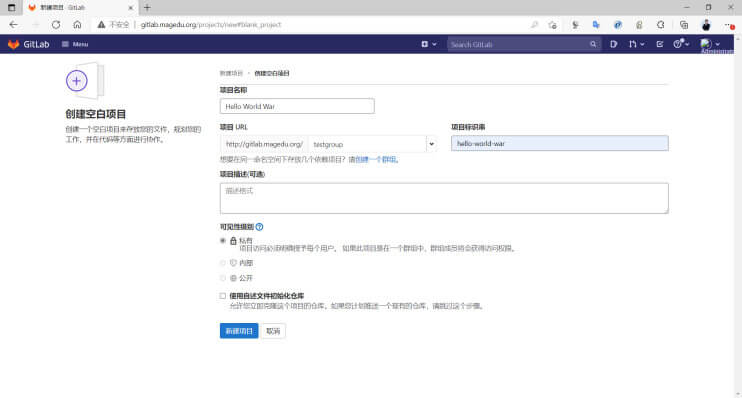 新建项目 · GitLab
不安全 | gitlab.magedu.org/projects/new#blank_project
GitLab
Menu
Search GitLab
Administrator
新建项目 › 创建空白项目
创建空白项目
创建一个空白项目来存放您的文件，规划您的
工作，并在代码等方面进行协作。
项目名称
Hello World War
项目 URL
项目标识串
http://gitlab.magedu.org/
testgroup
hello-world-war
想要在同一命名空间下存放几个依赖项目? 请创建一个群组。
项目描述(可选)
描述格式
可见性级别
私有
项目访问必须明确授予每个用户。 如果此项目是在一个群组中，群组成员将会获得访问权限。
内部
公开
使用自述文件初始化仓库
允许您立即克隆这个项目的仓库。如果您计划推送一个现有的仓库，请跳过这个步骤。
新建项目
取消